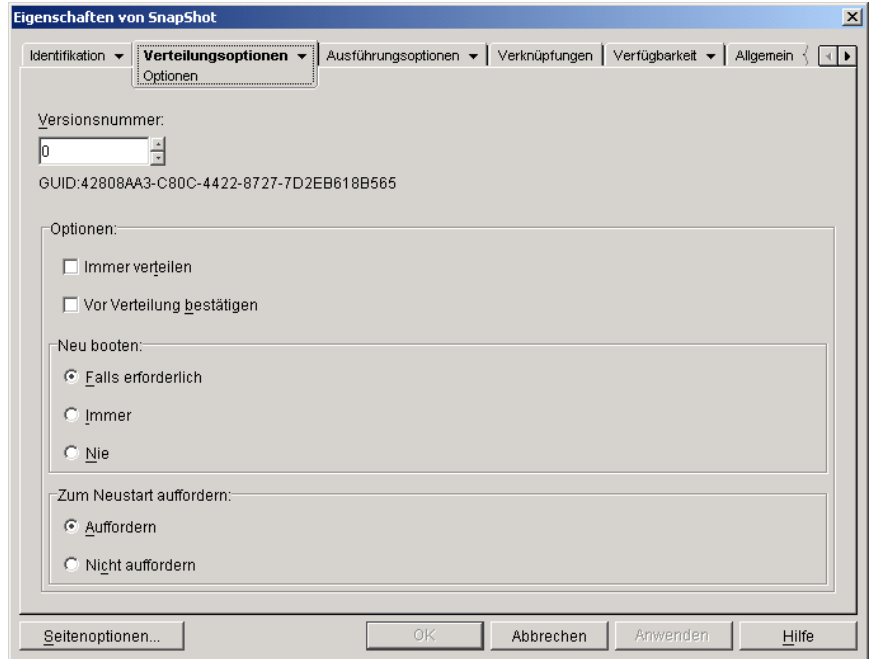 Eigenschaften von SnapShot
Identifikation Verteilungsoptionen Ausführungsoptionen Verknüpfungen Verfügbarkeit Allgemein
Optionen
Versionsnummer:
0
GUID:42808AA3-C80C-4422-8727-7D2EB618B565
Optionen:
Immer verteilen
Vor Verteilung bestätigen
Neu booten:
Falls erforderlich
Immer
Nie
Zum Neustart auffordern:
Auffordern
Nicht auffordern
Seitenoptionen... OK Abbrechen Anwenden Hilfe